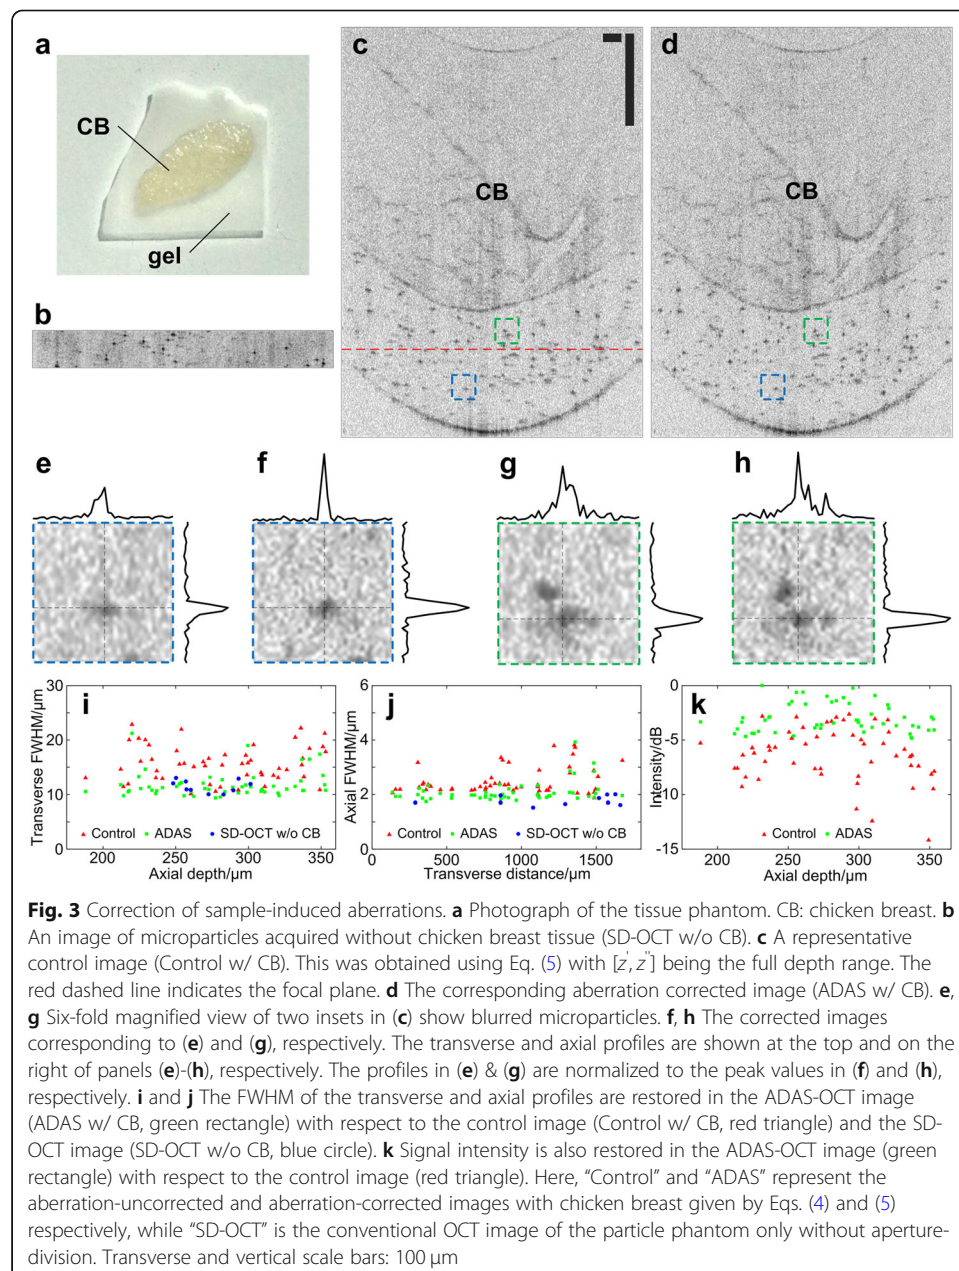 a
CB
gel
b
c
CB
d
CB
e
f
g
h
i
30
20
10
0
Transverse FWHM/μm
200
250
300
350
Axial depth/μm
Control
ADAS
SD-OCT w/o CB
j
6
4
2
0
Axial FWHM/μm
0
500
1000
1500
Transverse distance/μm
Control
ADAS
SD-OCT w/o CB
k
0
-5
-10
-15
Intensity/dB
200
250
300
350
Axial depth/μm
Control
ADAS
Fig. 3 Correction of sample-induced aberrations. a Photograph of the tissue phantom. CB: chicken breast. b
An image of microparticles acquired without chicken breast tissue (SD-OCT w/o CB). c A representative
control image (Control w/ CB). This was obtained using Eq. (5) with [z′, z″] being the full depth range. The
red dashed line indicates the focal plane. d The corresponding aberration corrected image (ADAS w/ CB). e,
g Six-fold magnified view of two insets in (c) show blurred microparticles. f, h The corrected images
corresponding to (e) and (g), respectively. The transverse and axial profiles are shown at the top and on the
right of panels (e)-(h), respectively. The profiles in (e) & (g) are normalized to the peak values in (f) and (h),
respectively. i and j The FWHM of the transverse and axial profiles are restored in the ADAS-OCT image
(ADAS w/ CB, green rectangle) with respect to the control image (Control w/ CB, red triangle) and the SD-
OCT image (SD-OCT w/o CB, blue circle). k Signal intensity is also restored in the ADAS-OCT image (green
rectangle) with respect to the control image (red triangle). Here, “Control” and “ADAS” represent the
aberration-uncorrected and aberration-corrected images with chicken breast given by Eqs. (4) and (5)
respectively, while “SD-OCT” is the conventional OCT image of the particle phantom only without aperture-
division. Transverse and vertical scale bars: 100 μm